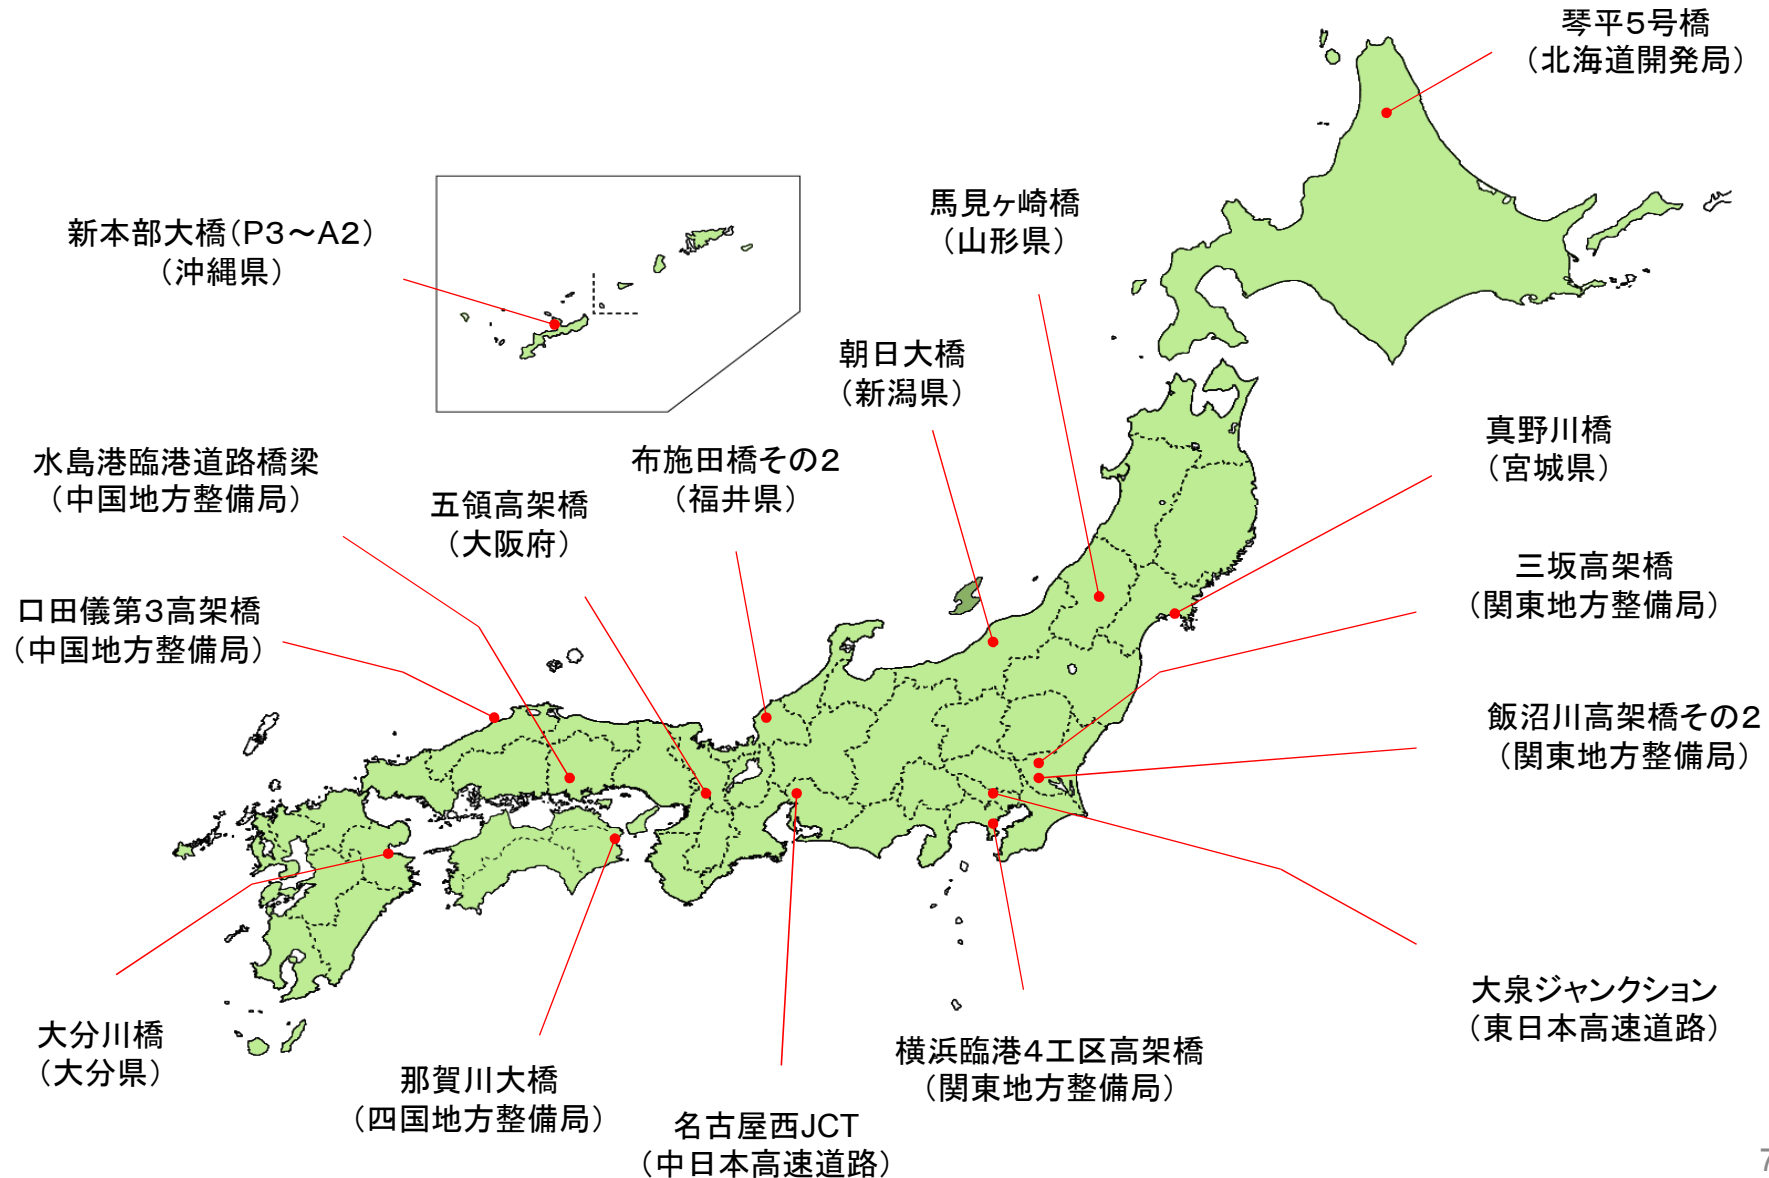 琴平5号橋
（北海道開発局）
馬見ヶ崎橋
（山形県）
新本部大橋（P3～A2）
（沖縄県）
朝日大橋
（新潟県）
真野川橋
（宮城県）
水島港臨港道路橋梁
（中国地方整備局）
布施田橋その2
（福井県）
五領高架橋
（大阪府）
三坂高架橋
（関東地方整備局）
口田儀第3高架橋
（中国地方整備局）
飯沼川高架橋その2
（関東地方整備局）
大泉ジャンクション
（東日本高速道路）
大分川橋
（大分県）
横浜臨港4工区高架橋
（関東地方整備局）
那賀川大橋
（四国地方整備局）
名古屋西JCT
（中日本高速道路）
7